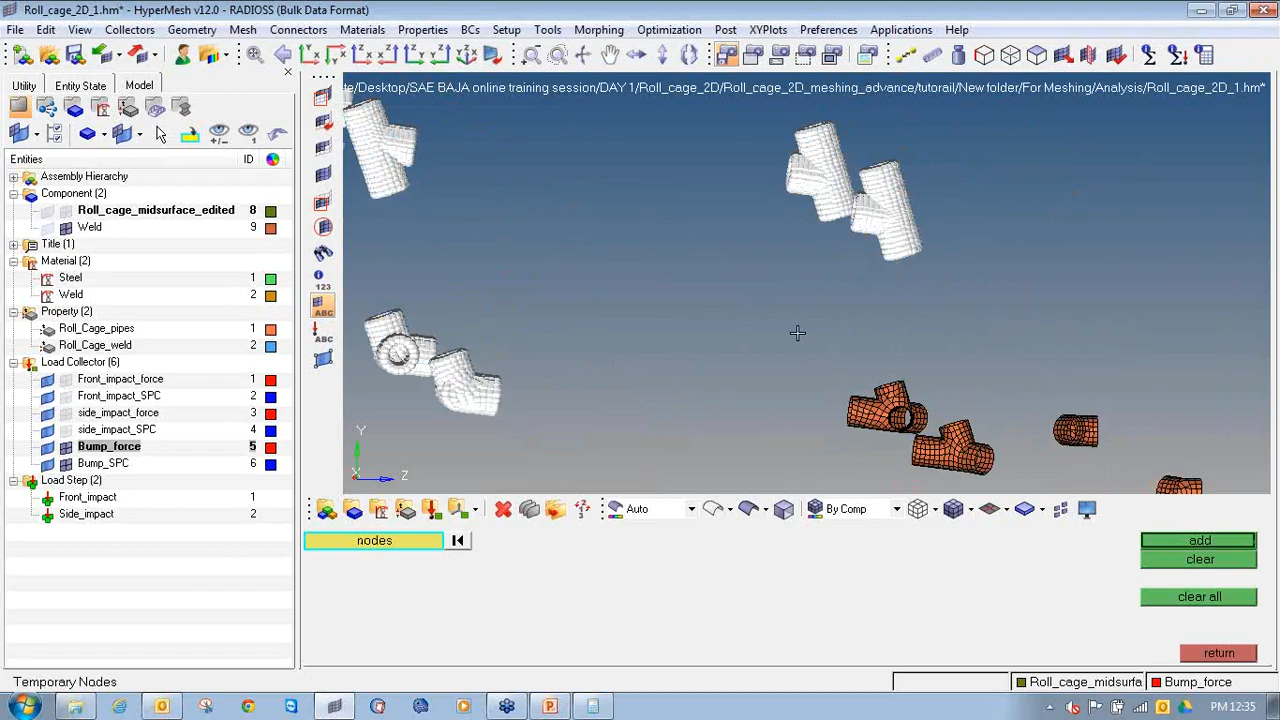 Roll_cage_2D_1.hm* - HyperMesh v12.0 - RADIOSS (Bulk Data Format)
File Edit View Collectors Geometry Mesh Connectors Materials Properties BCs Setup Tools Morphing Optimization Post XYPlots Preferences Applications Help
Utility Entity State Model
te/Desktop/SAE BAJA online training session/DAY 1/Roll_cage_2D/Roll_cage_2D_meshing_advance/tutorail/New folder/For Meshing/Analysis/Roll_cage_2D_1.hm*
Entities ID
Assembly Hierarchy
Component (2)
Roll_cage_midsurface_edited 8
Weld 9
Title (1)
Material (2)
Steel 1
Weld 2
Property (2)
Roll_Cage_pipes 1
Roll_Cage_weld 2
Load Collector (6)
Front_impact_force 1
Front_impact_SPC 2
side_impact_force 3
side_impact_SPC 4
Bump_force 5
Bump_SPC 6
Load Step (2)
Front_impact 1
Side_impact 2
123
ABC
ABC
Y
X
Z
Auto
By Comp
nodes
add
clear
clear all
return
Temporary Nodes
Roll_cage_midsurfa
Bump_force
PM 12:35